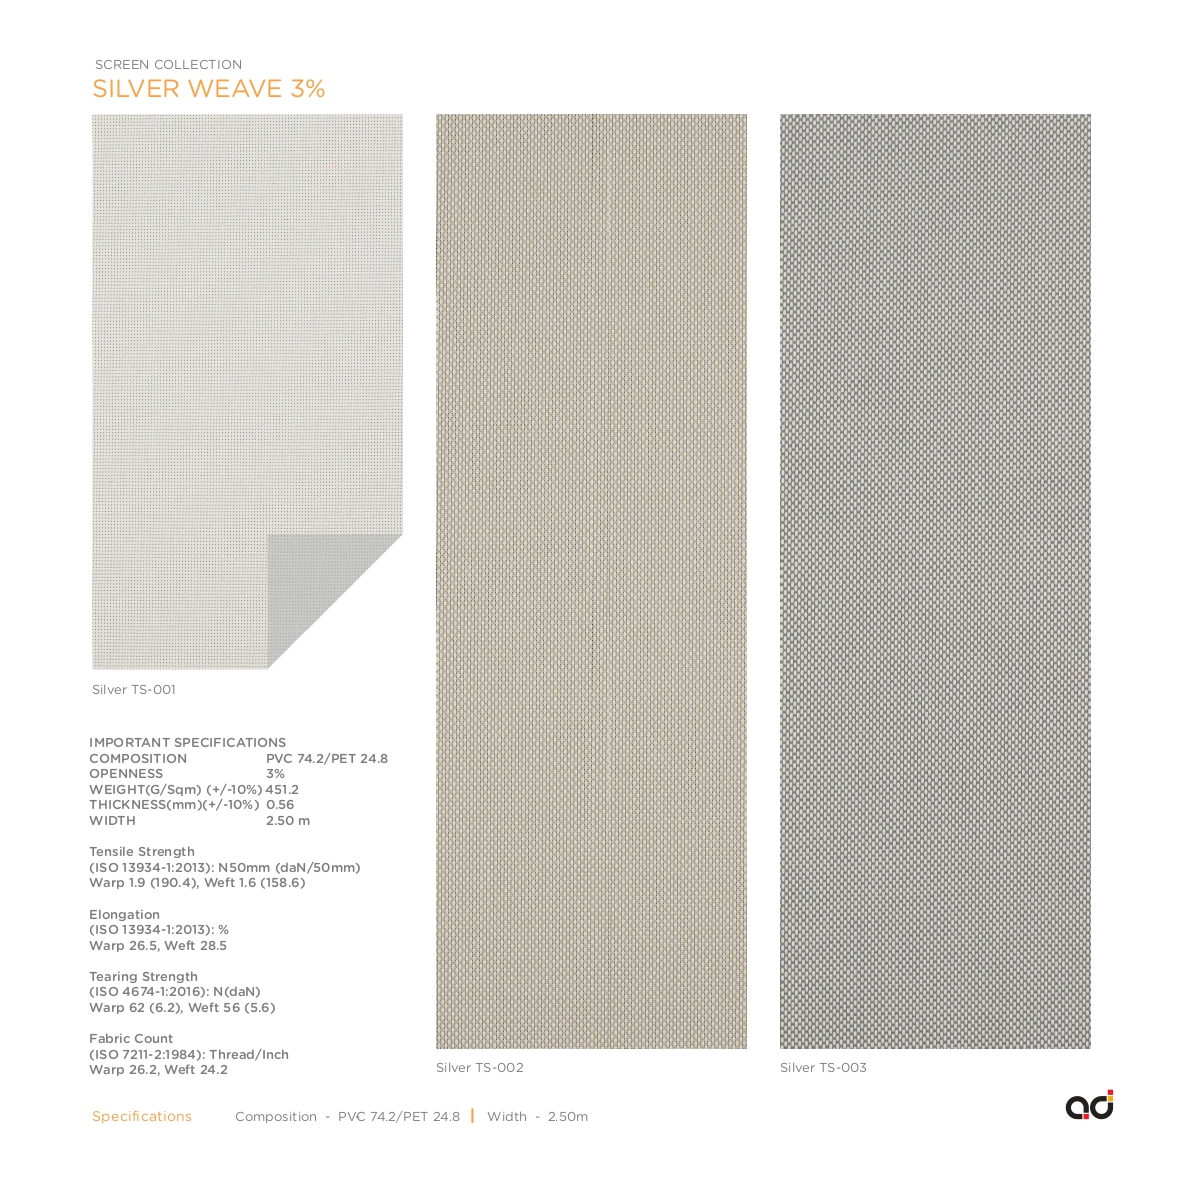 SCREEN COLLECTION
SILVER WEAVE 3%
Silver TS-001
IMPORTANT SPECIFICATIONS
COMPOSITION PVC 74.2/PET 24.8
OPENNESS 3%
WEIGHT(G/Sqm) (+/-10%) 451.2
THICKNESS(mm)(+/-10%) 0.56
WIDTH 2.50 m
Tensile Strength
(ISO 13934-1:2013): N50mm (daN/50mm)
Warp 1.9 (190.4), Weft 1.6 (158.6)
Elongation
(ISO 13934-1:2013): %
Warp 26.5, Weft 28.5
Tearing Strength
(ISO 4674-1:2016): N(daN)
Warp 62 (6.2), Weft 56 (5.6)
Fabric Count
(ISO 7211-2:1984): Thread/Inch
Warp 26.2, Weft 24.2
Silver TS-002
Silver TS-003
Specifications Composition - PVC 74.2/PET 24.8 | Width - 2.50m
ad